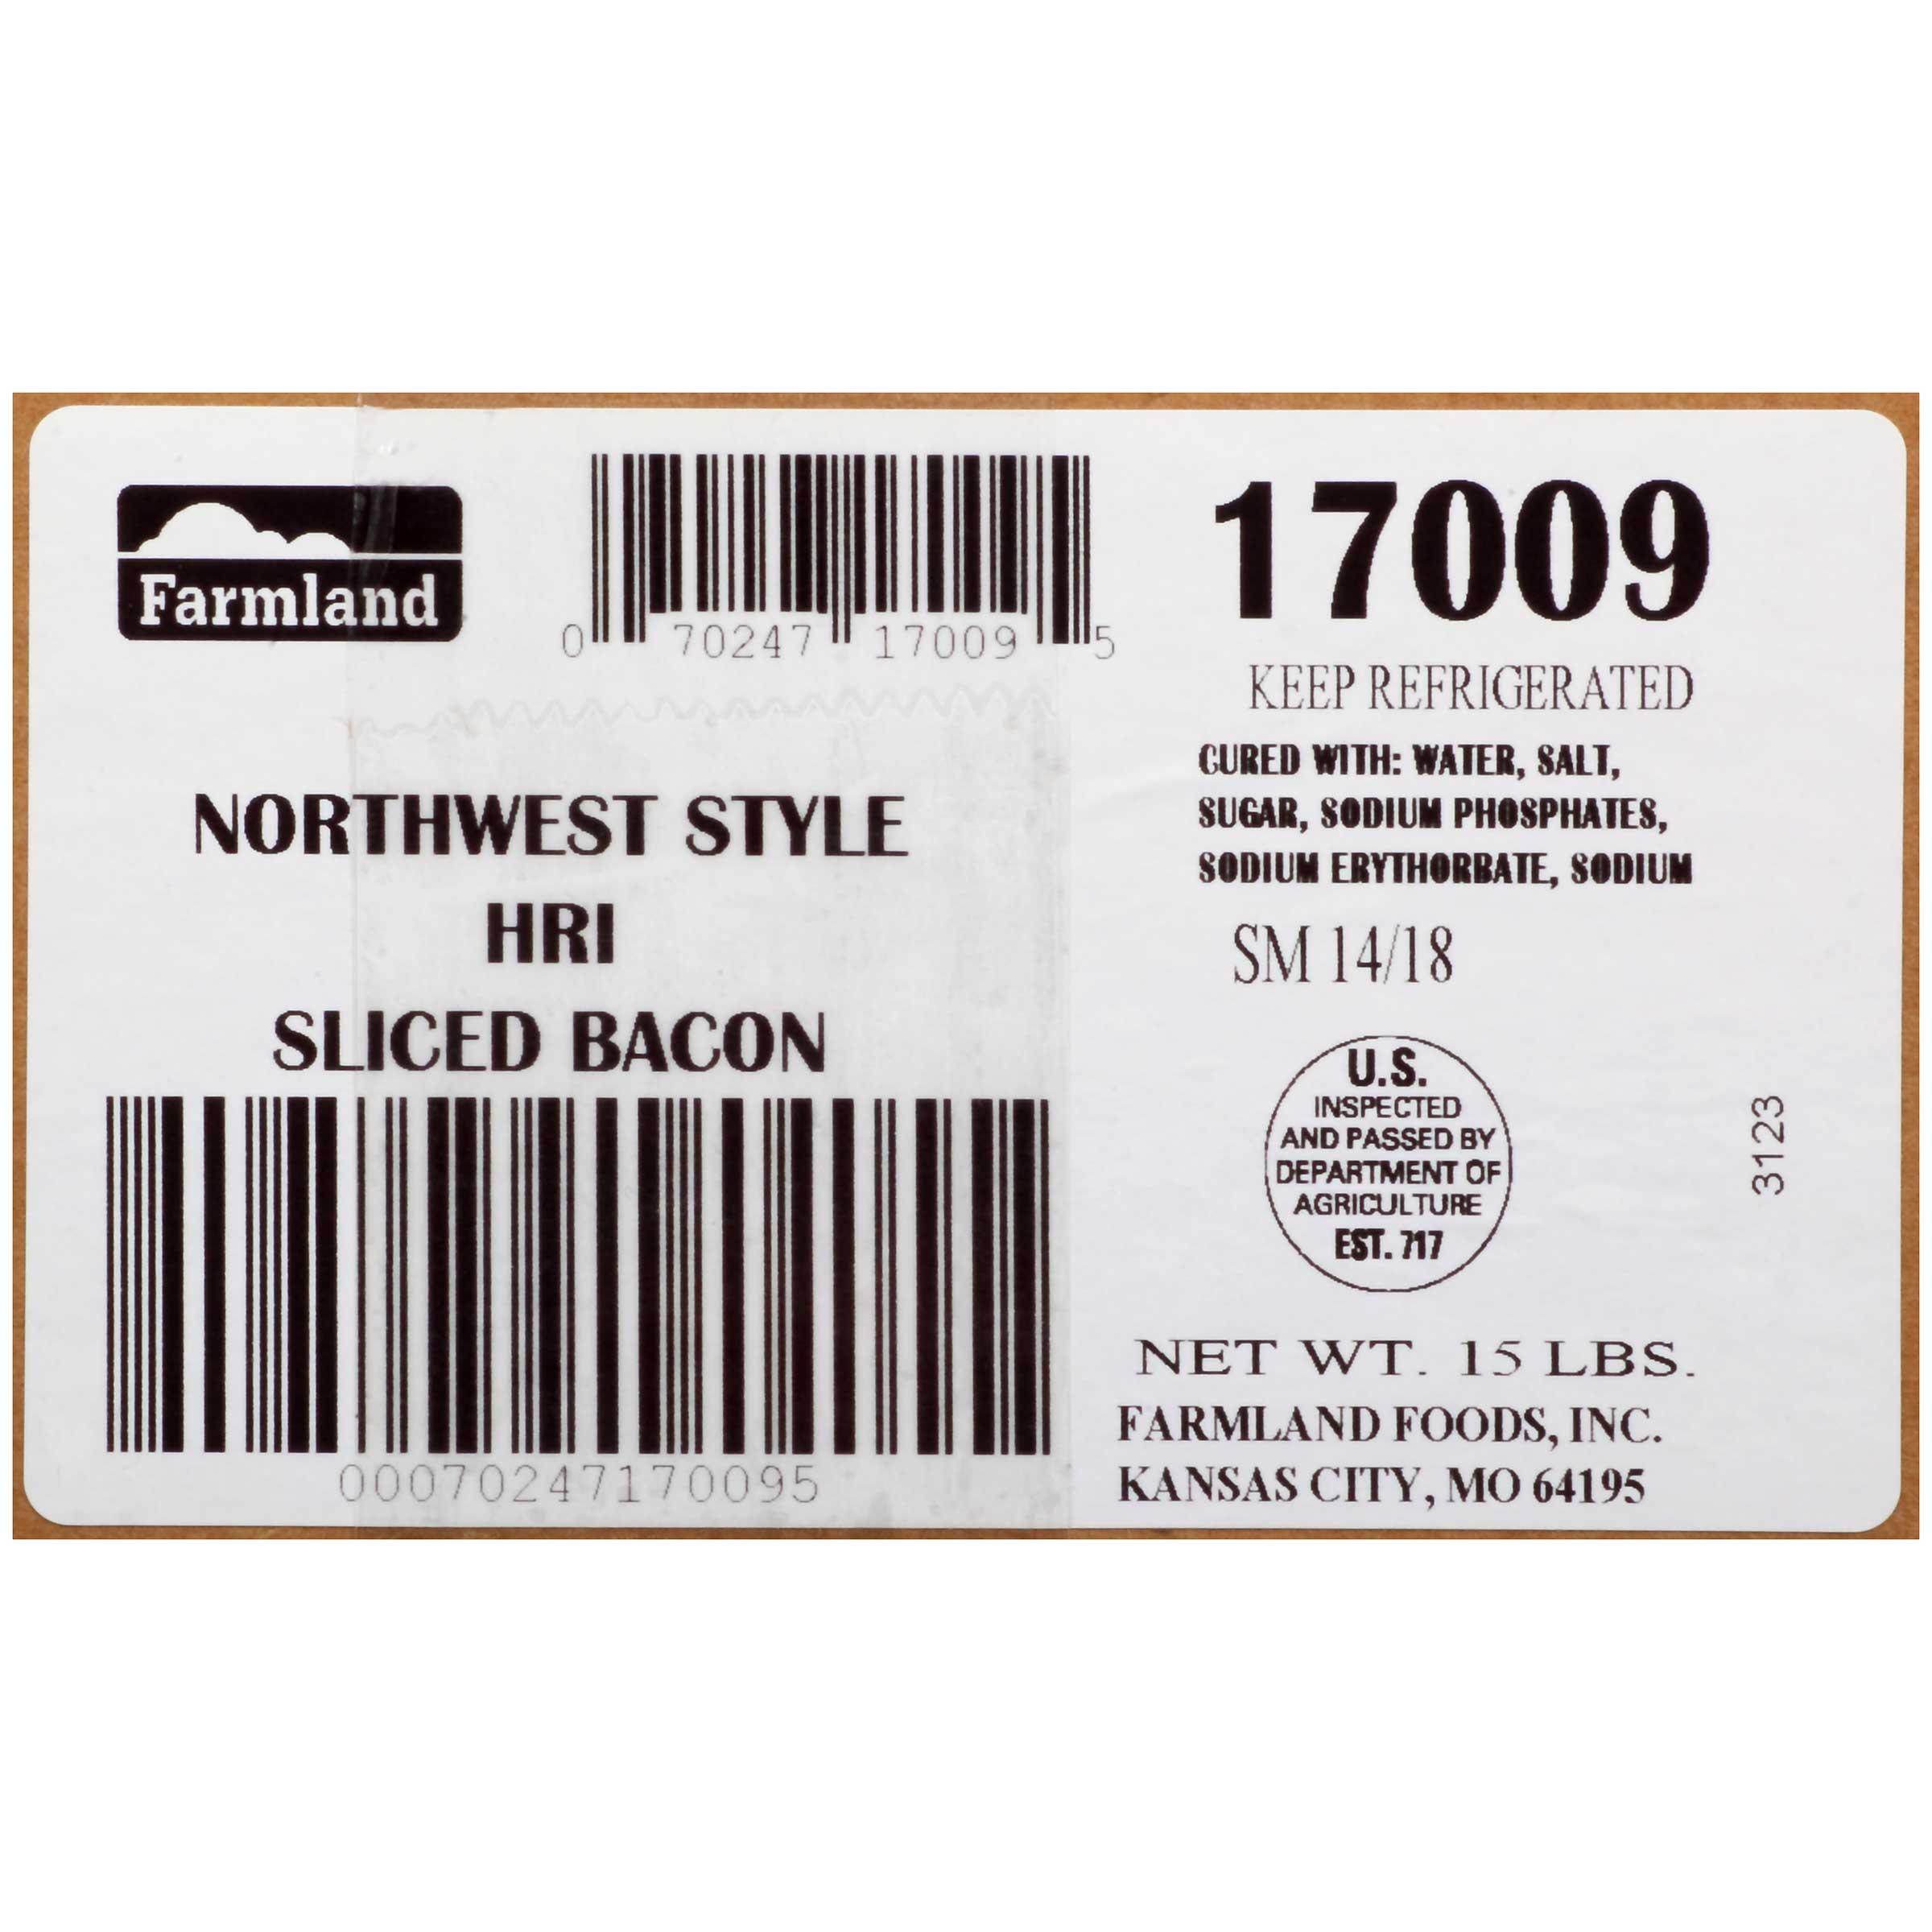 Farmland
0 70247 17009 5
NORTHWEST STYLE
HRI
SLICED BACON
00070247170095
17009
KEEP REFRIGERATED
CURED WITH: WATER, SALT,
SUGAR, SODIUM PHOSPHATES,
SODIUM ERYTHORBATE, SODIUM
SM 14/18
U.S.
INSPECTED
AND PASSED BY
DEPARTMENT OF
AGRICULTURE
EST. 717
3123
NET WT. 15 LBS.
FARMLAND FOODS, INC.
KANSAS CITY, MO 64195